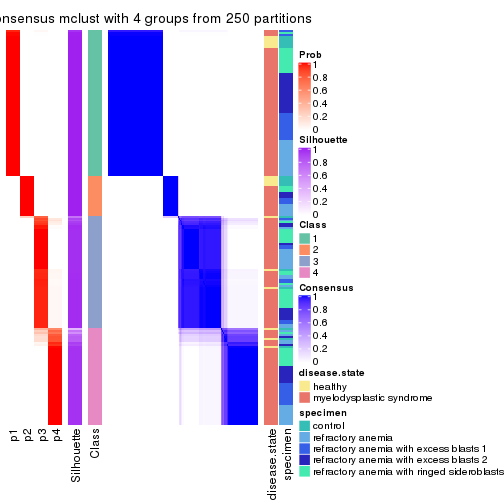 onsensus mclust with 4 groups from 250 partitions
Prob
1
0.8
0.6
0.4
0.2
0
Silhouette
1
0.8
0.6
0.4
0.2
0
Class
1
2
3
4
Consensus
1
0.8
0.6
0.4
0.2
0
disease.state
healthy
myelodysplastic syndrome
specimen
control
refractory anemia
refractory anemia with excess blasts 1
refractory anemia with excess blasts 2
refractory anemia with ringed sideroblasts
p1
p2
p3
p4
Silhouette
Class
disease.state
specimen